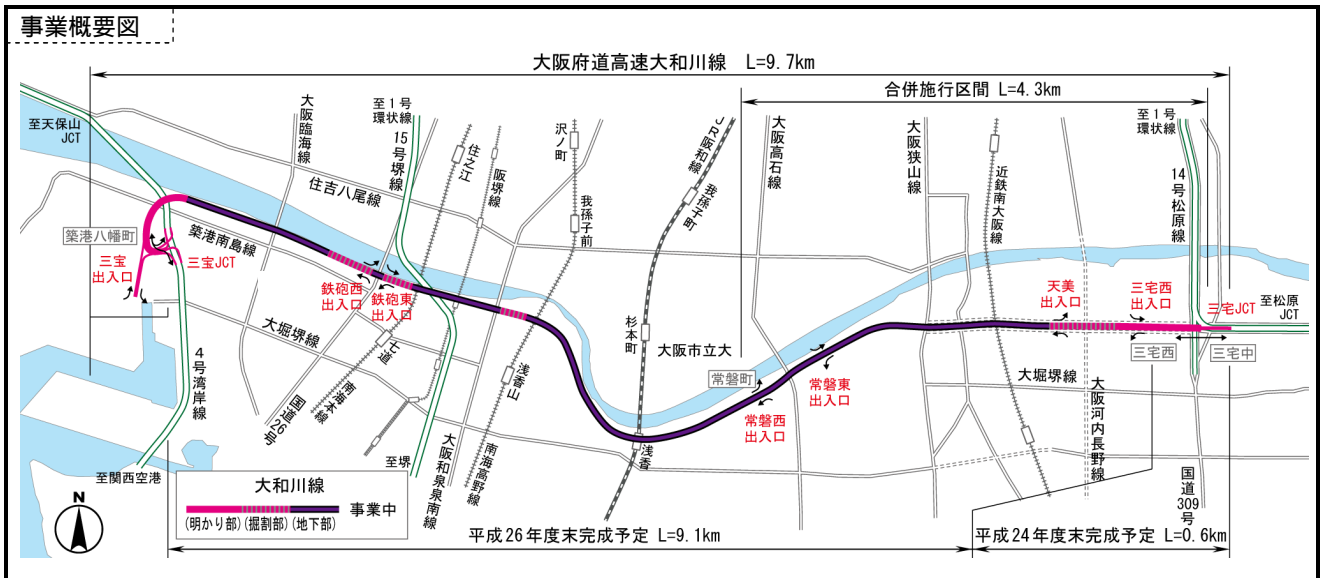 事業概要図
大阪府道高速大和川線 L=9.7km
合併施行区間 L=4.3km
至天保山
JCT
大阪臨海線
至1号
環状線
15号堺線
住之江
阪堺線
沢ノ町
我孫子前
JR阪和線
我孫子町
大阪高石線
大阪狭山線
近鉄南大阪線
至1号
環状線
14号松原線
住吉八尾線
築港八幡町
築港南島線
三宝
出入口
三宝JCT
鉄砲西
出入口
鉄砲東
出入口
天美
出入口
三宅西
出入口
三宅JCT
至松原
JCT
大堀堺線
七道
杉本町
大阪市立大
三宅西
三宅中
4号湾岸線
南海本線
国道26号
浅香山
常磐町
常磐東
出入口
常磐西
出入口
大堀堺線
大阪河内長野線
至関西空港
至堺
大阪和泉泉南線
南海高野線
浅香
国道309号
N
大和川線
(明かり部)
(掘割部)
(地下部)
事業中
平成26年度末完成予定 L=9.1km
平成24年度末完成予定 L=0.6km